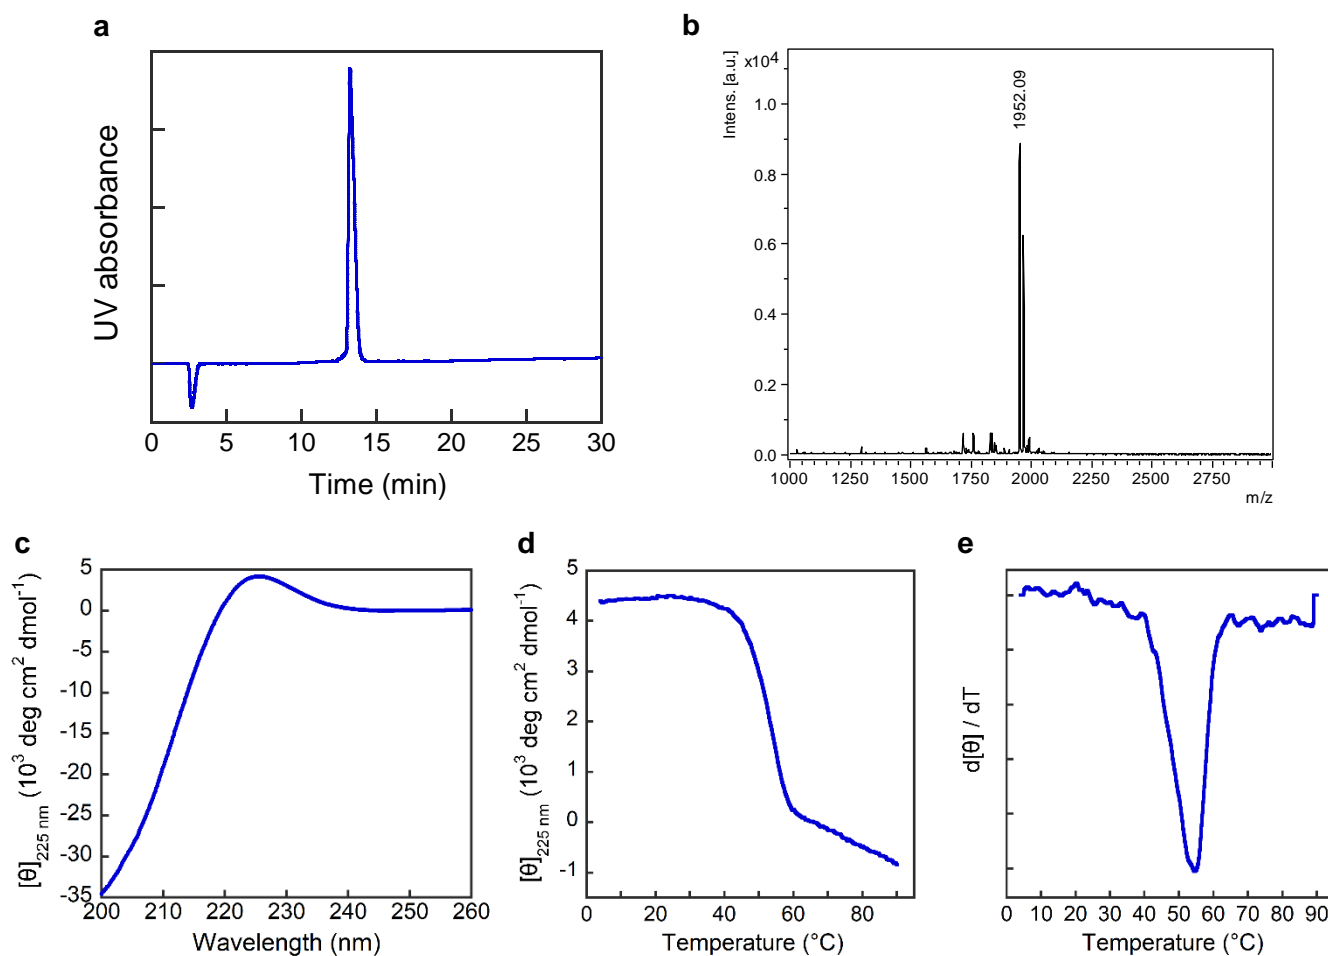 a
UV absorbance
0 5 10 15 20 25 30
Time (min)
b
Intens. [a.u.]
x10⁴
1952.09
1.0
0.8
0.6
0.4
0.2
0.0
1000 1250 1500 1750 2000 2250 2500 2750
m/z
c
[θ]225 nm (10³ deg cm² dmol⁻¹)
5
0
-5
-10
-15
-20
-25
-30
-35
200 210 220 230 240 250 260
Wavelength (nm)
d
[θ]225 nm (10³ deg cm² dmol⁻¹)
5
4
3
2
1
0
-1
0 20 40 60 80
Temperature (°C)
e
d[θ] / dT
0 10 20 30 40 50 60 70 80 90
Temperature (°C)